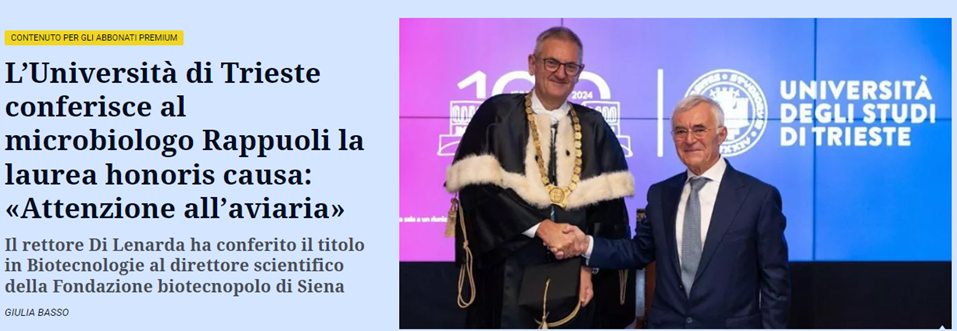 CONTENUTO PER GLI ABBONATI PREMIUM
L’Università di Trieste
conferisce al
microbiologo Rappuoli la
laurea honoris causa:
«Attenzione all’aviaria»
Il rettore Di Lenarda ha conferito il titolo
in Biotecnologie al direttore scientifico
della Fondazione biotecnopolo di Siena
GIULIA BASSO
2024
UNIVERSITÀ
DEGLI STUDI
DI TRIESTE